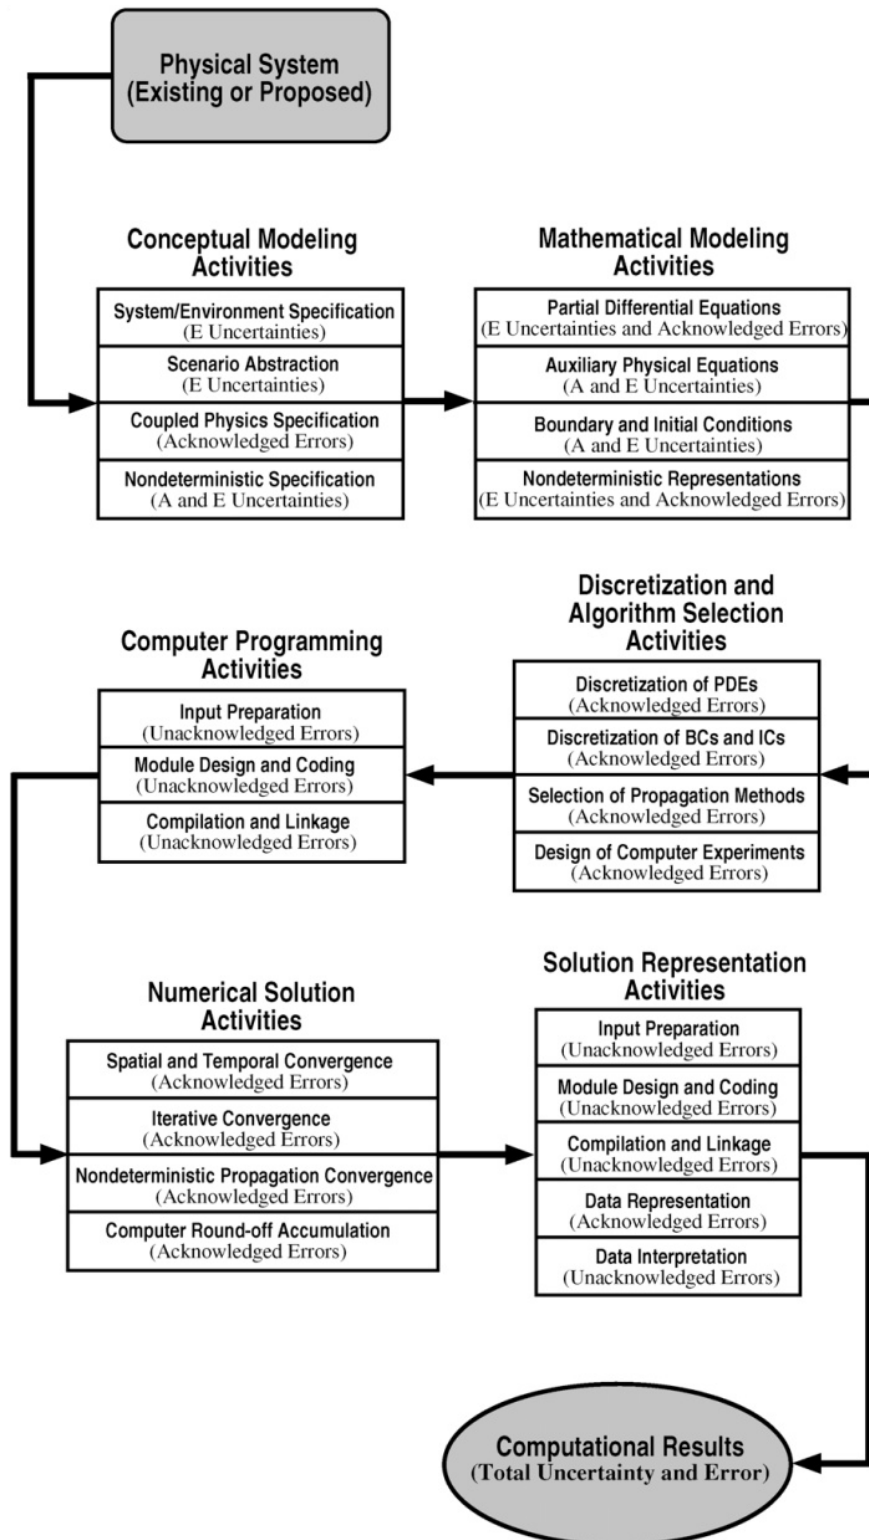 Physical System
(Existing or Proposed)
Conceptual Modeling
Activities
System/Environment Specification
(E Uncertainties)
Scenario Abstraction
(E Uncertainties)
Coupled Physics Specification
(Acknowledged Errors)
Nondeterministic Specification
(A and E Uncertainties)
Mathematical Modeling
Activities
Partial Differential Equations
(E Uncertainties and Acknowledged Errors)
Auxiliary Physical Equations
(A and E Uncertainties)
Boundary and Initial Conditions
(A and E Uncertainties)
Nondeterministic Representations
(E Uncertainties and Acknowledged Errors)
Discretization and
Algorithm Selection
Activities
Discretization of PDEs
(Acknowledged Errors)
Discretization of BCs and ICs
(Acknowledged Errors)
Selection of Propagation Methods
(Acknowledged Errors)
Design of Computer Experiments
(Acknowledged Errors)
Computer Programming
Activities
Input Preparation
(Unacknowledged Errors)
Module Design and Coding
(Unacknowledged Errors)
Compilation and Linkage
(Unacknowledged Errors)
Numerical Solution
Activities
Spatial and Temporal Convergence
(Acknowledged Errors)
Iterative Convergence
(Acknowledged Errors)
Nondeterministic Propagation Convergence
(Acknowledged Errors)
Computer Round-off Accumulation
(Acknowledged Errors)
Solution Representation
Activities
Input Preparation
(Unacknowledged Errors)
Module Design and Coding
(Unacknowledged Errors)
Compilation and Linkage
(Unacknowledged Errors)
Data Representation
(Acknowledged Errors)
Data Interpretation
(Unacknowledged Errors)
Computational Results
(Total Uncertainty and Error)